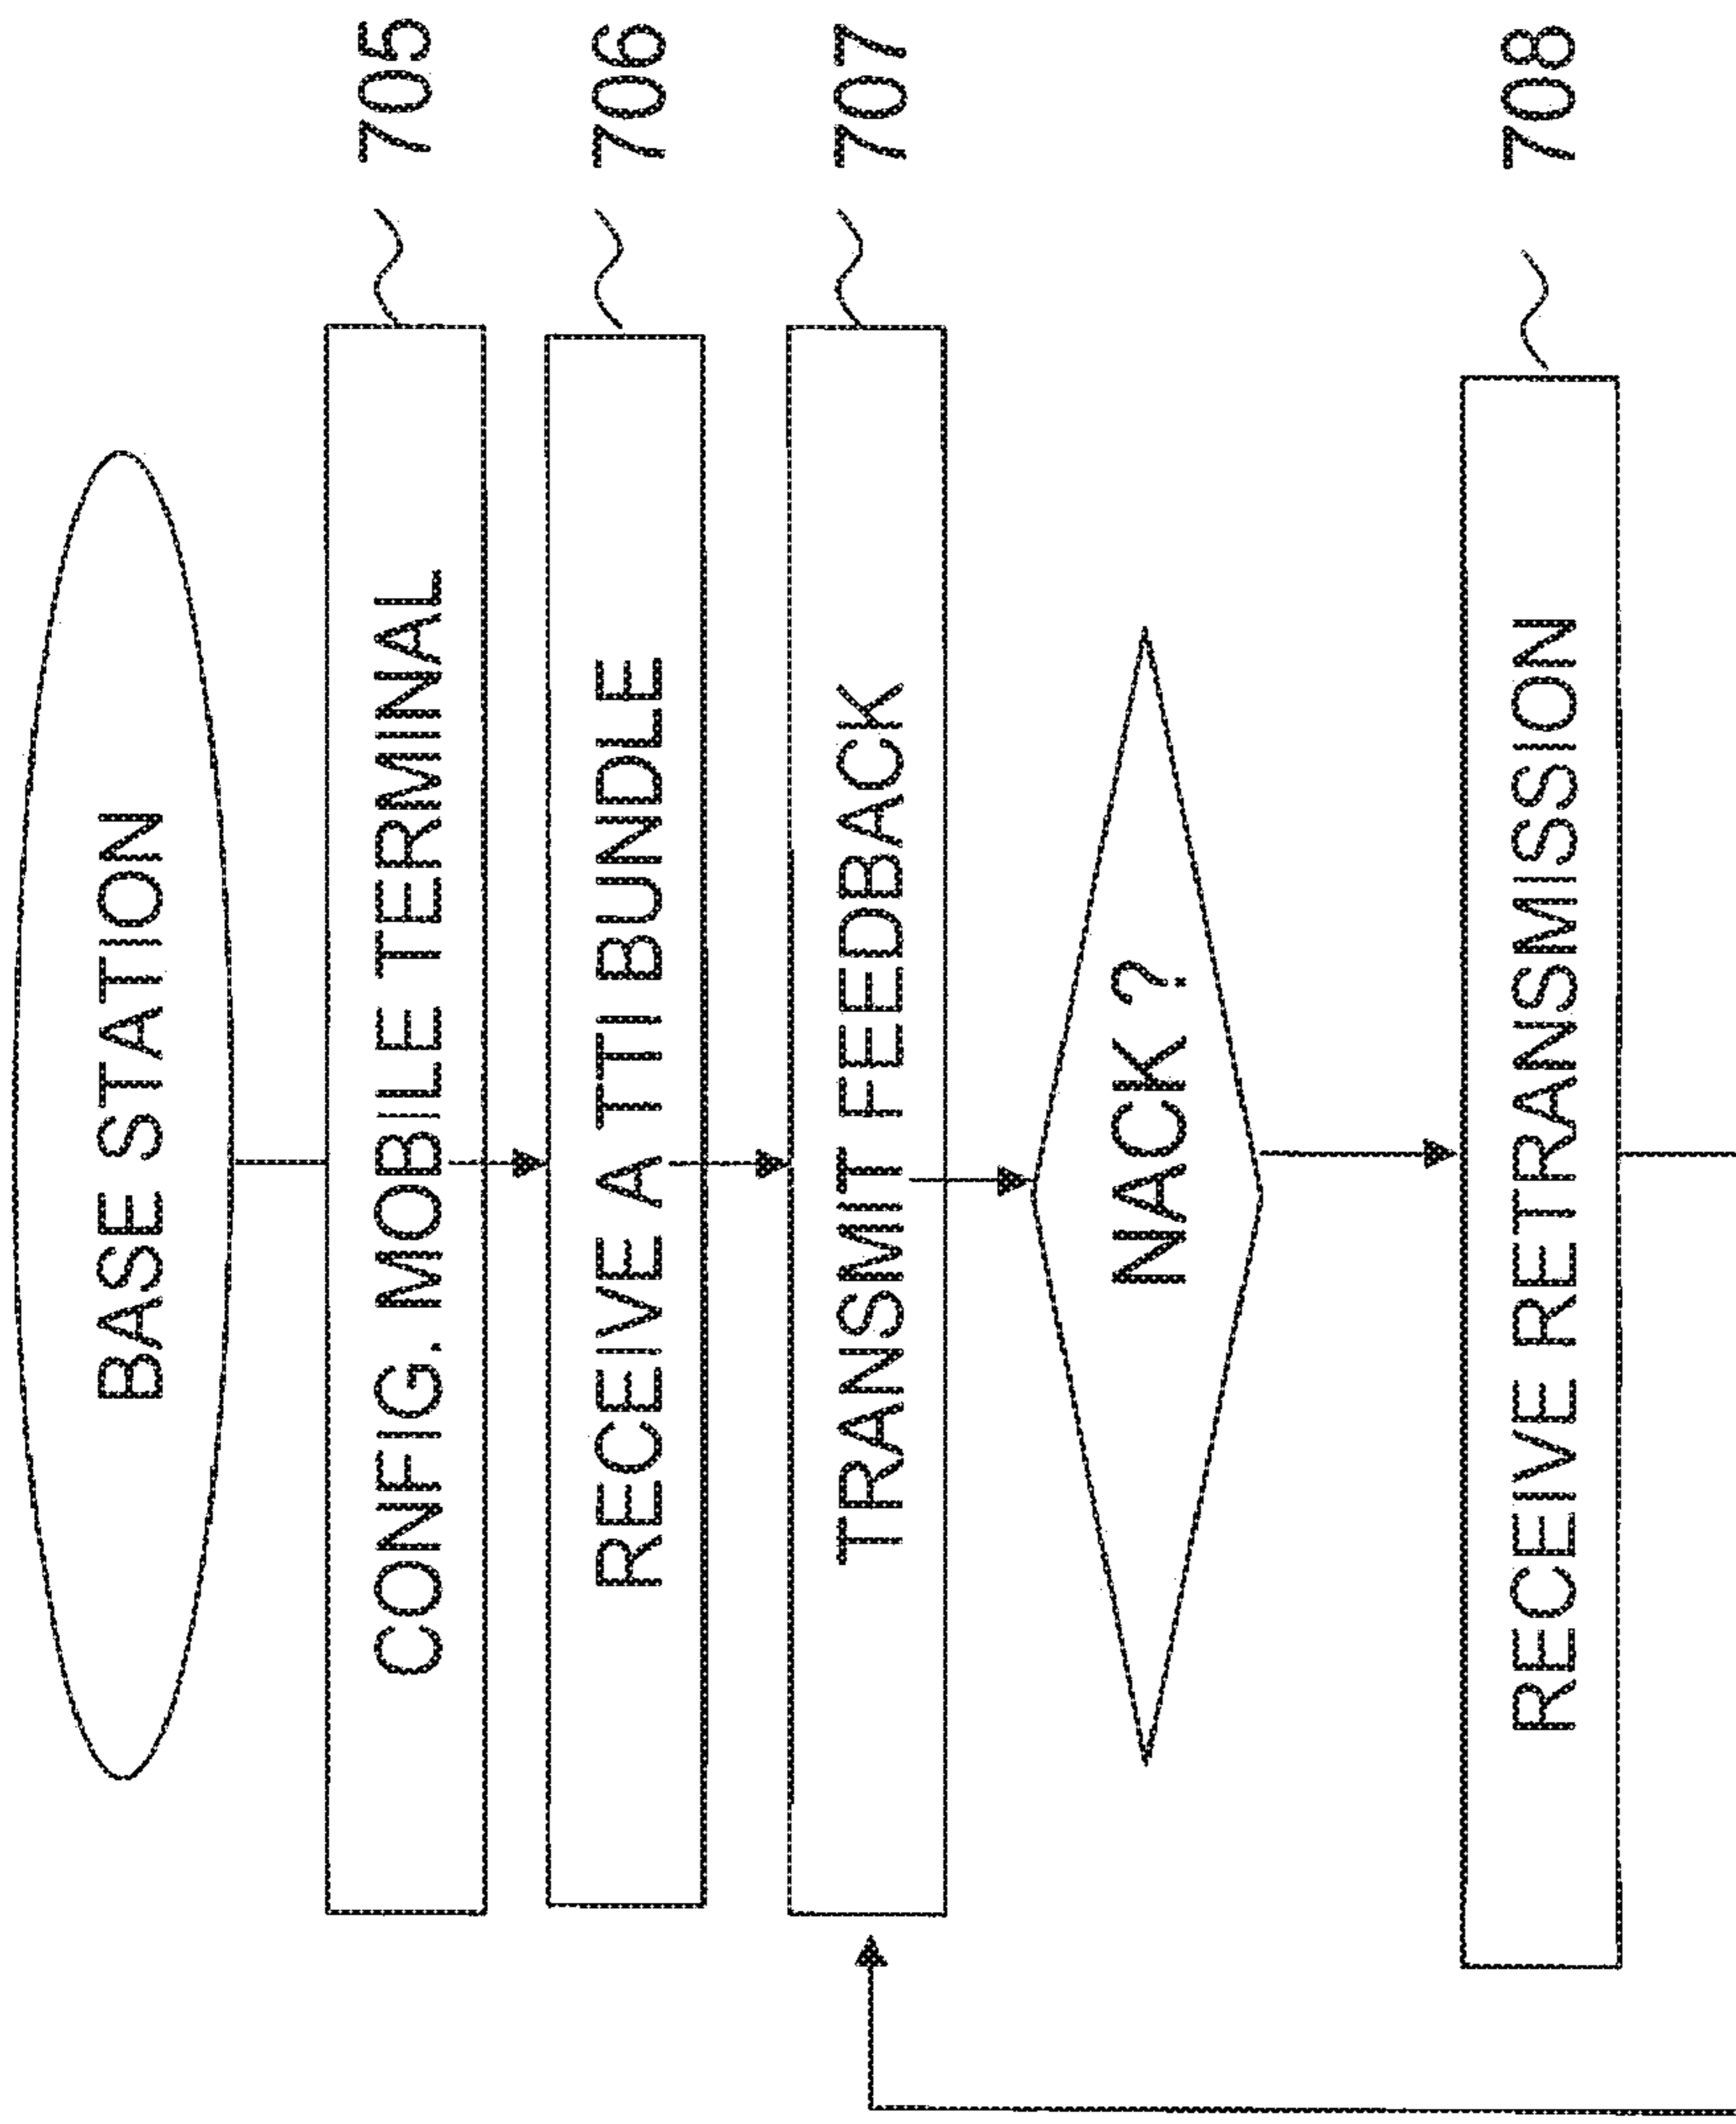 BASE STATION
CONFIG. MOBILE TERMINAL
705
RECEIVE A TTI BUNDLE
706
TRANSMIT FEEDBACK
707
NACK ?
RECEIVE RETRANSMISSION
708